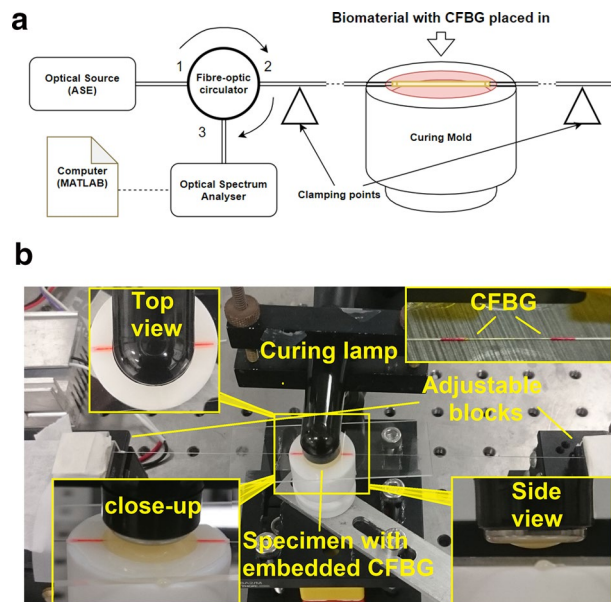 a
Biomaterial with CFBG placed in
Optical Source
(ASE)
1
Fibre-optic
circulator
2
3
Computer
(MATLAB)
Optical Spectrum
Analyser
Clamping points
Curing Mold
b
Top
view
Curing lamp
CFBG
Adjustable
blocks
close-up
Specimen with
embedded CFBG
Side
view